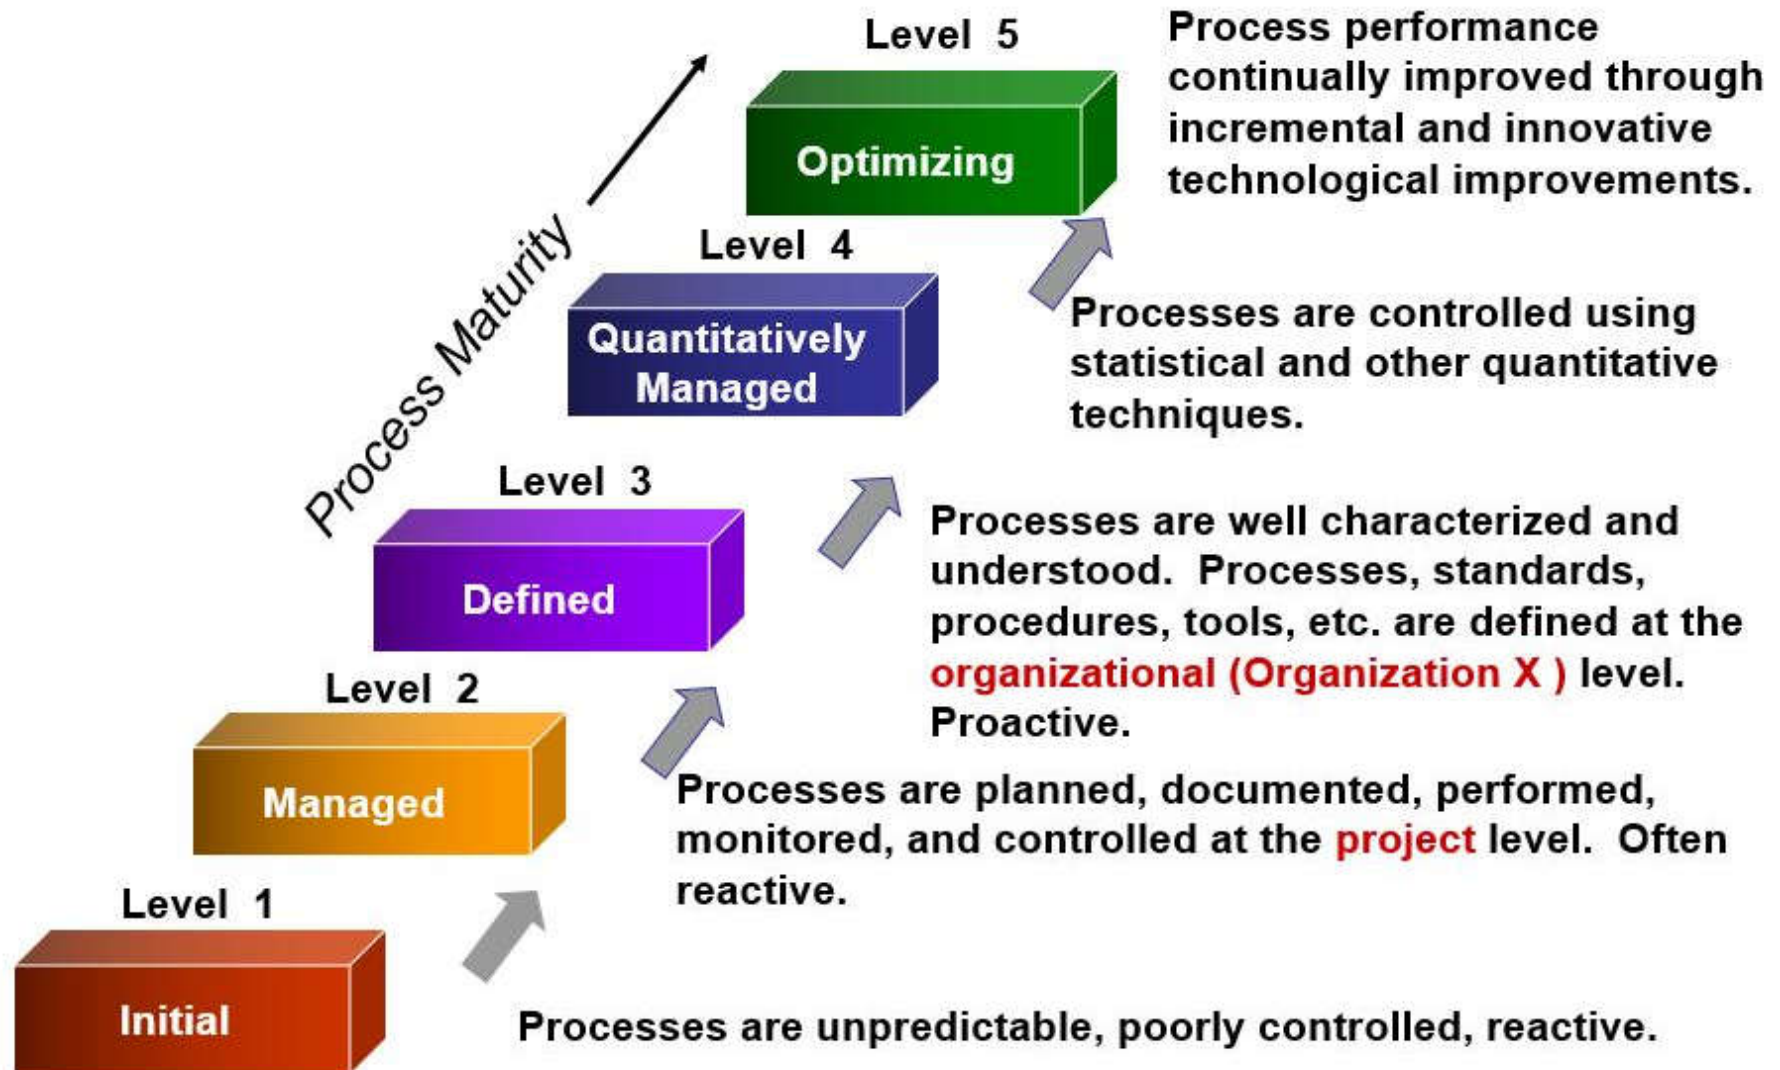 Level 5
Optimizing
Process performance
continually improved through
incremental and innovative
technological improvements.
Process Maturity
Level 4
Quantitatively
Managed
Processes are controlled using
statistical and other quantitative
techniques.
Level 3
Defined
Processes are well characterized and
understood. Processes, standards,
procedures, tools, etc. are defined at the
organizational (Organization X ) level.
Proactive.
Level 2
Managed
Processes are planned, documented, performed,
monitored, and controlled at the project level. Often
reactive.
Level 1
Initial
Processes are unpredictable, poorly controlled, reactive.